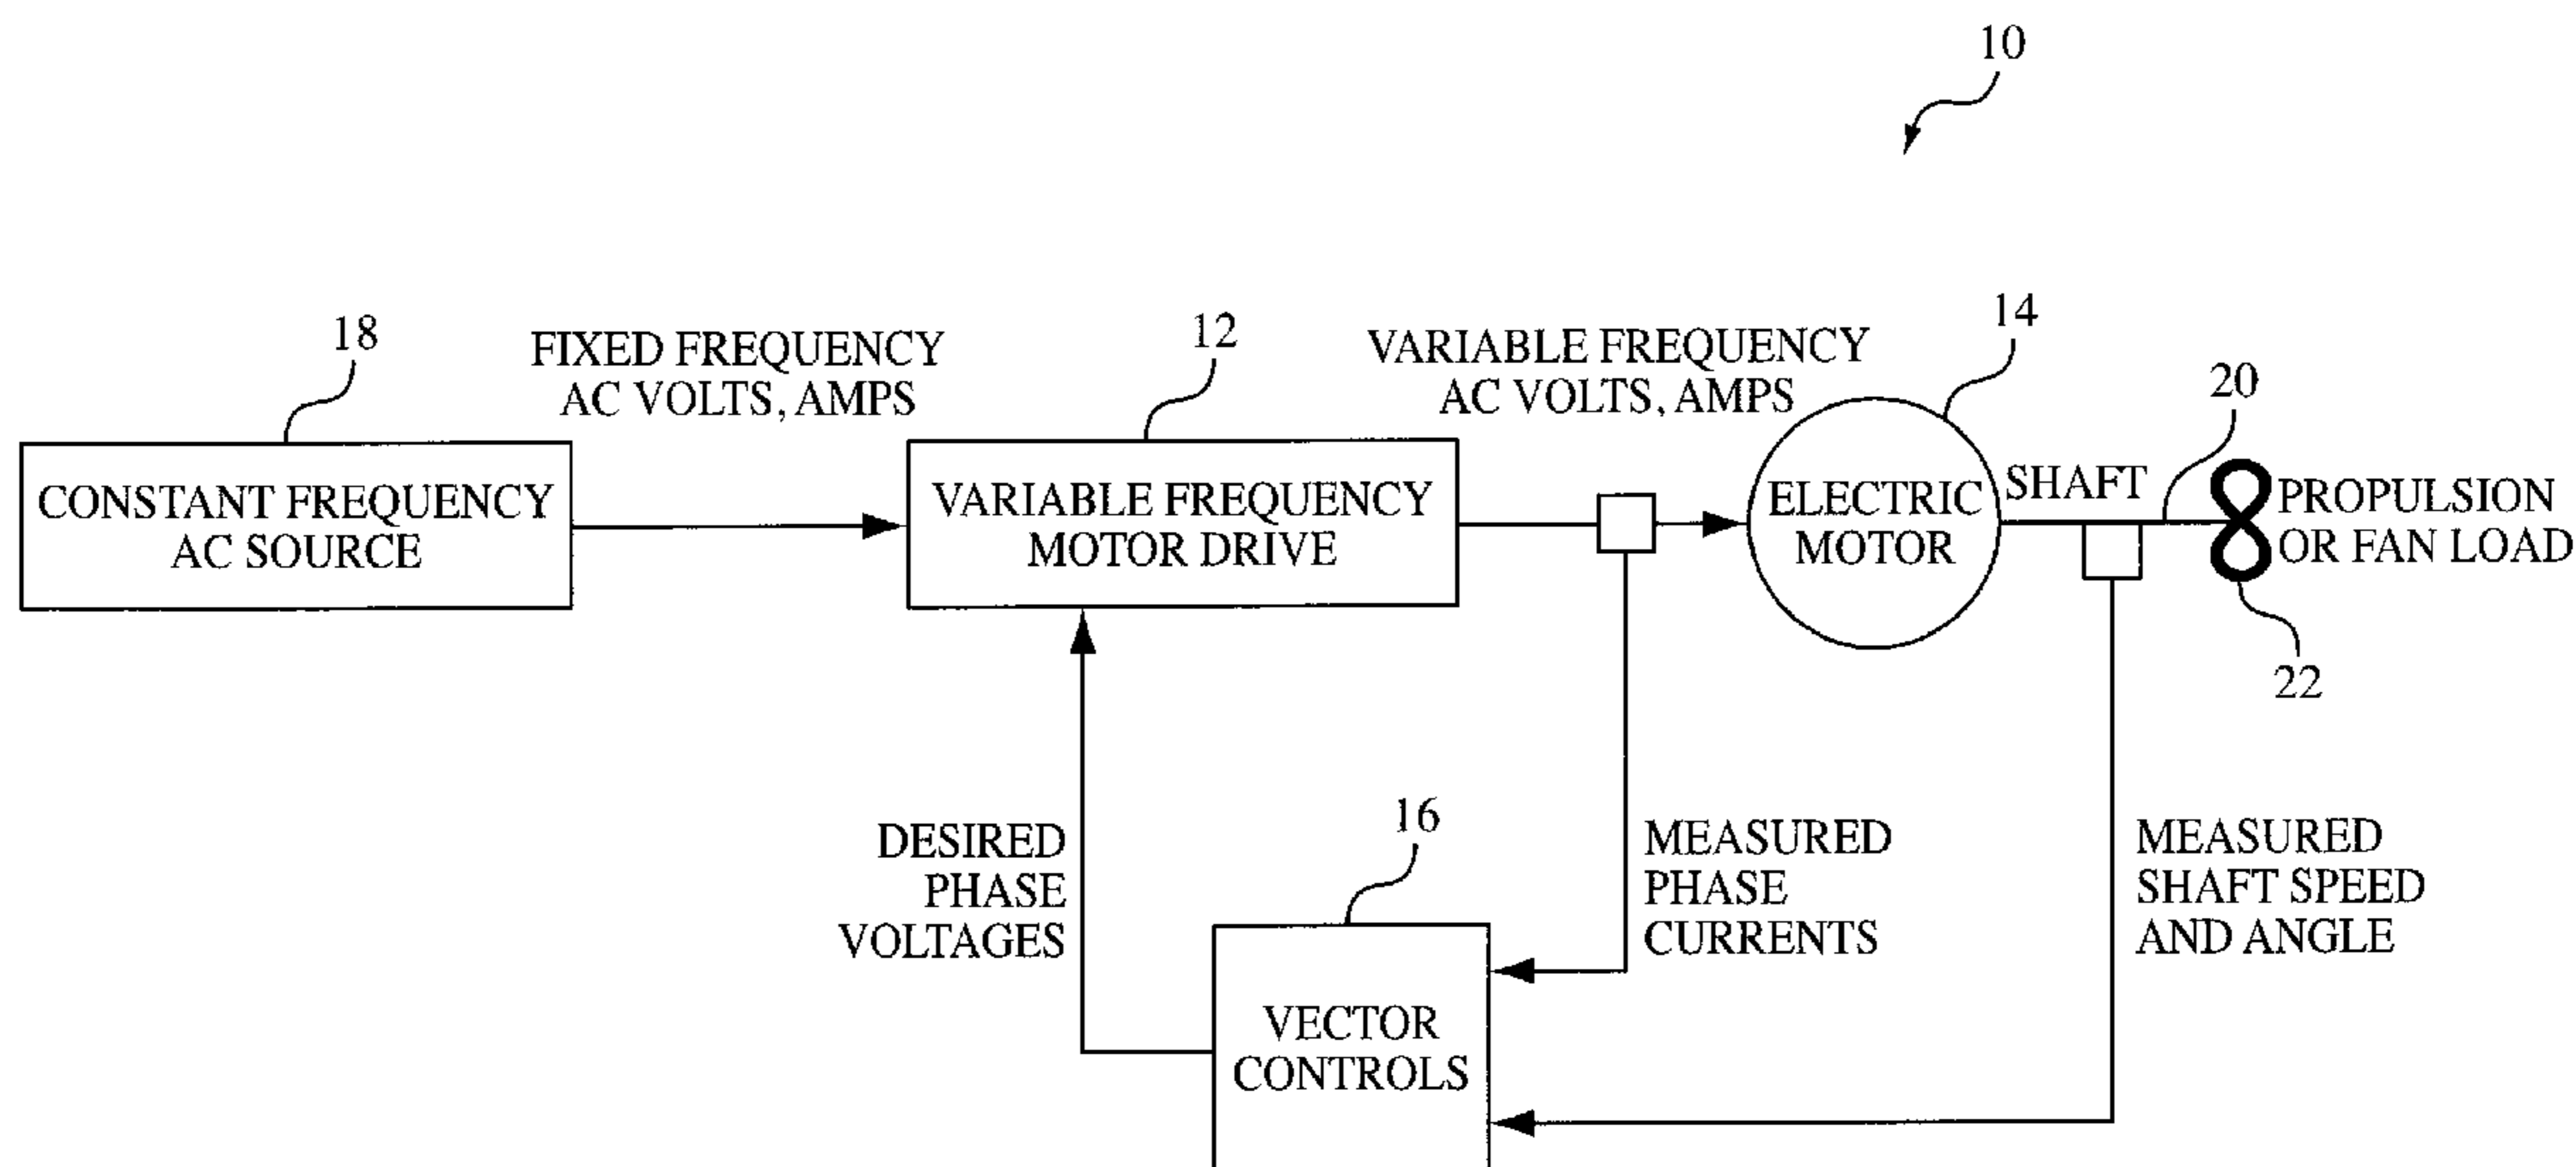 10
18
FIXED FREQUENCY
AC VOLTS, AMPS
12
VARIABLE FREQUENCY
AC VOLTS, AMPS
14
20
CONSTANT FREQUENCY
AC SOURCE
VARIABLE FREQUENCY
MOTOR DRIVE
ELECTRIC
MOTOR
SHAFT
PROPULSION
OR FAN LOAD
22
DESIRED
PHASE
VOLTAGES
16
MEASURED
PHASE
CURRENTS
MEASURED
SHAFT SPEED
AND ANGLE
VECTOR
CONTROLS